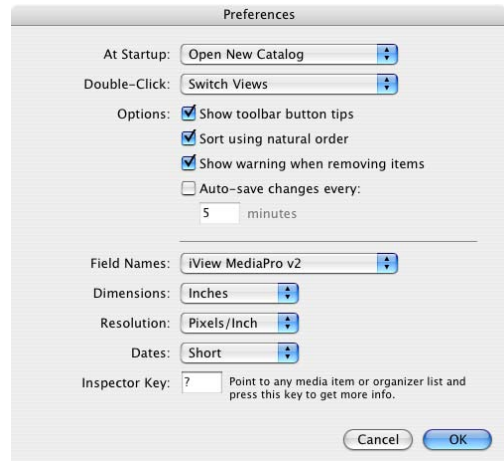 Preferences
At Startup: Open New Catalog
Double-Click: Switch Views
Options: Show toolbar button tips
Sort using natural order
Show warning when removing items
Auto-save changes every:
5 minutes
Field Names: iView MediaPro v2
Dimensions: Inches
Resolution: Pixels/Inch
Dates: Short
Inspector Key: ? Point to any media item or organizer list and
press this key to get more info.
Cancel OK